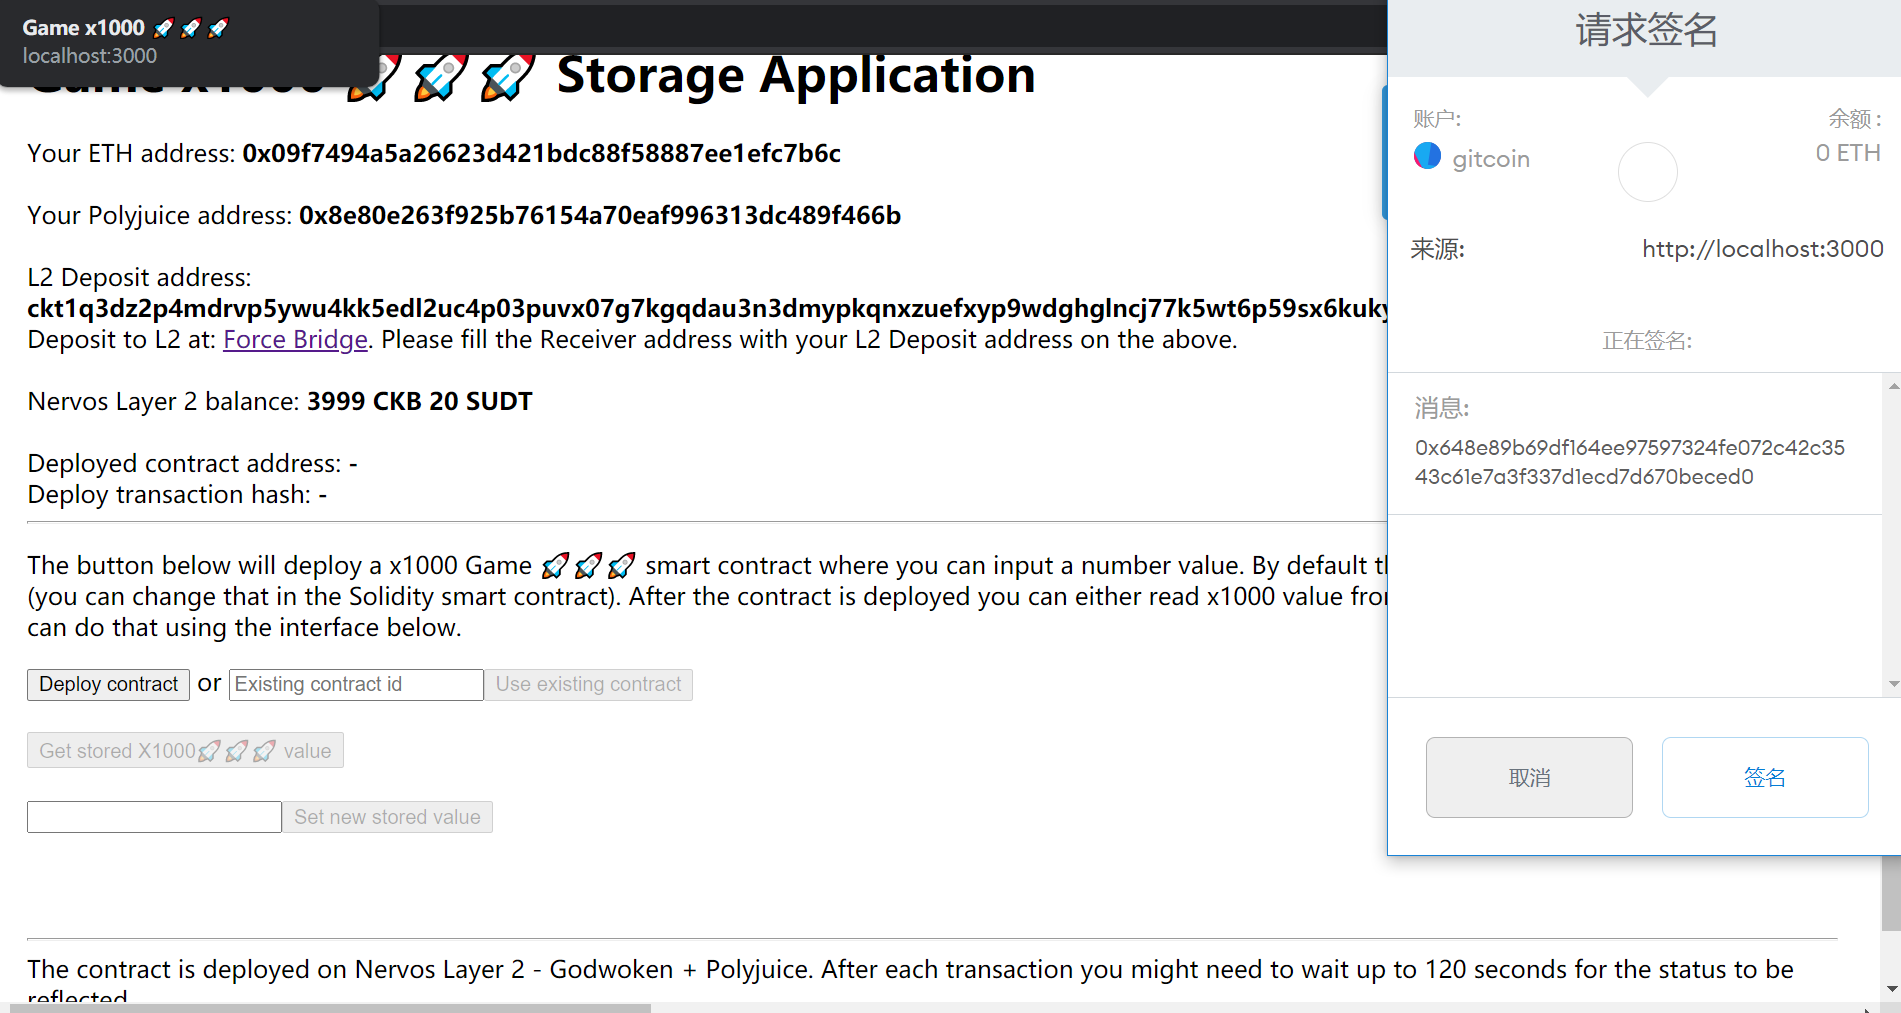 Game x1000 🚀 🚀 🚀
localhost:3000
Game x1000 🚀🚀🚀 Storage Application
Your ETH address: 0x09f7494a5a26623d421bdc88f58887ee1efc7b6c
Your Polyjuice address: 0x8e80e263f925b76154a70eaf996313dc489f466b
L2 Deposit address:
ckt1q3dz2p4mdrvp5ywu4kk5edl2uc4p03puvx07g7kgqdau3n3dmypkqnxzuefxyp9wdghglncj77k5wt6p59sx6kuky
Deposit to L2 at: Force Bridge. Please fill the Receiver address with your L2 Deposit address on the above.
Nervos Layer 2 balance: 3999 CKB 20 SUDT
Deployed contract address: -
Deploy transaction hash: -
The button below will deploy a x1000 Game 🚀🚀🚀 smart contract where you can input a number value. By default
(you can change that in the Solidity smart contract). After the contract is deployed you can either read x1000 value
can do that using the interface below.
Deploy contract or Existing contract id Use existing contract
Get stored X1000🚀🚀🚀 value
Set new stored value
The contract is deployed on Nervos Layer 2 - Godwoken + Polyjuice. After each transaction you might need to wait up to 120 seconds for the status to be
reflected
请求签名
账户:
余额 :
gitcoin
0 ETH
来源:
http://localhost:3000
正在签名:
消息:
0x648e89b69df164ee97597324fe072c42c35
43c61e7a3f337d1ecd7d670beced0
取消
签名